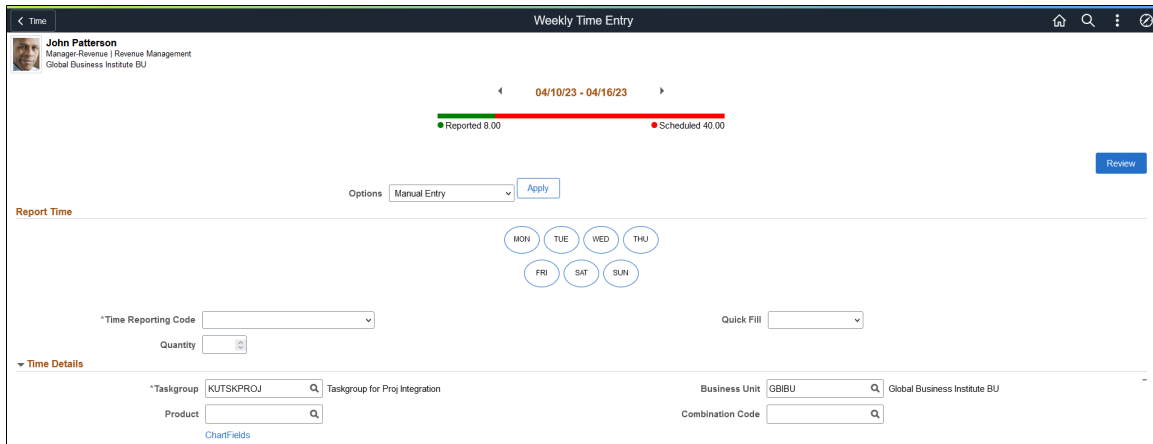 Time
Weekly Time Entry
John Patterson
Manager-Revenue | Revenue Management
Global Business Institute BU
04/10/23 - 04/16/23
Reported 8.00 Scheduled 40.00
Review
Options Manual Entry Apply
Report Time
MON TUE WED THU
FRI SAT SUN
*Time Reporting Code Quick Fill
Quantity
Time Details
*Taskgroup KUTSKPROJ Taskgroup for Proj Integration Business Unit GBIBU Global Business Institute BU
Product Combination Code
ChartFields